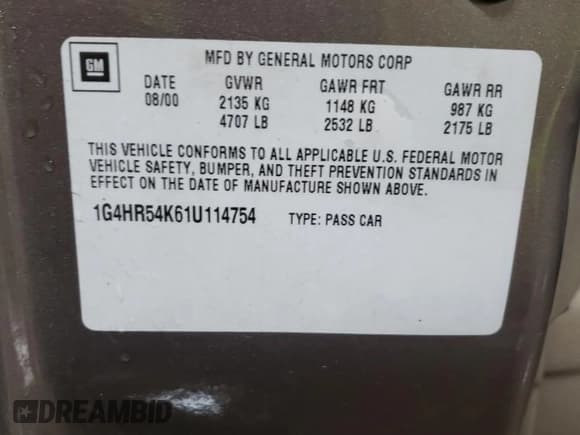 GM
MFD BY GENERAL MOTORS CORP
DATE GVWR GAWR FRT GAWR RR
08/00 2135 KG 1148 KG 987 KG
4707 LB 2532 LB 2175 LB
THIS VEHICLE CONFORMS TO ALL APPLICABLE U.S. FEDERAL MOTOR
VEHICLE SAFETY, BUMPER, AND THEFT PREVENTION STANDARDS IN
EFFECT ON THE DATE OF MANUFACTURE SHOWN ABOVE.
1G4HR54K61U114754 TYPE: PASS CAR
DREAMBID